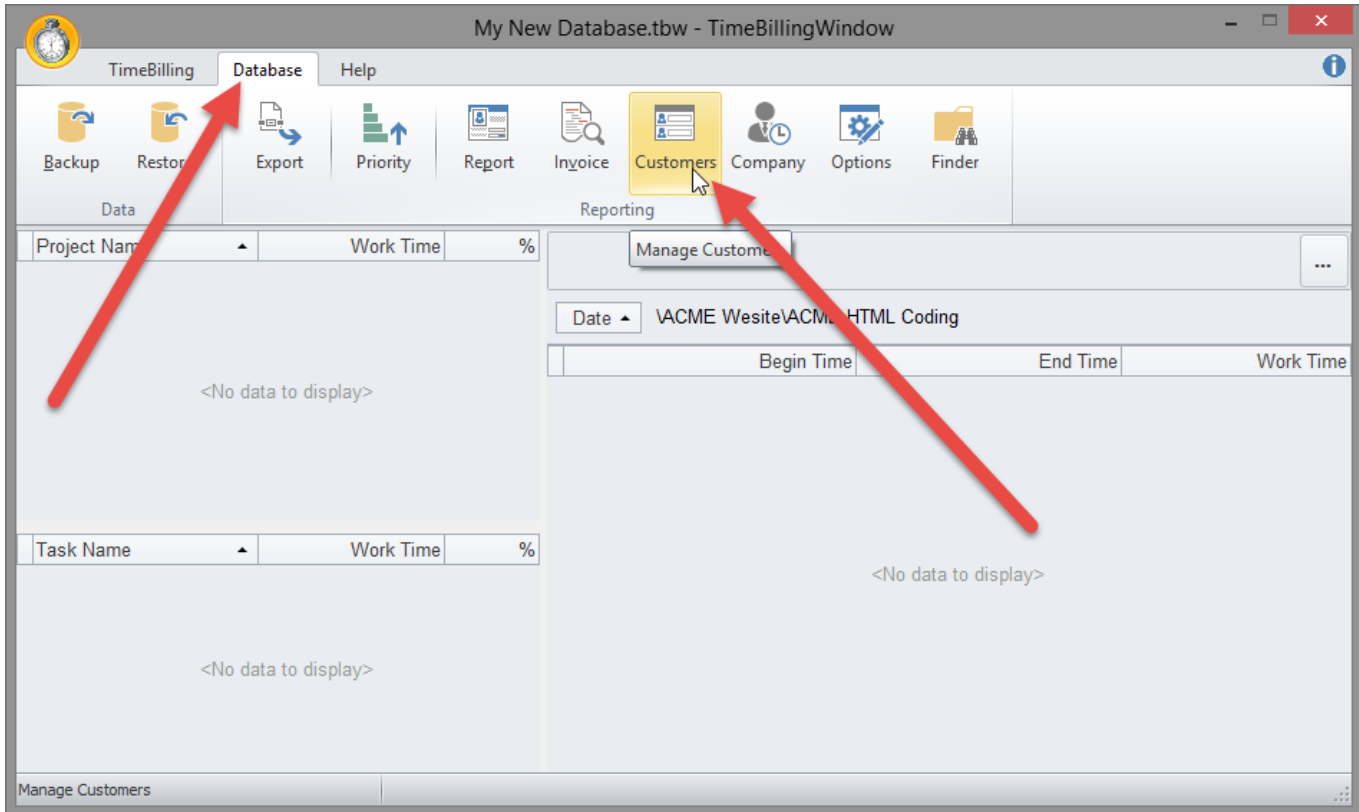 My New Database.tbw - TimeBillingWindow
TimeBilling Database Help
Backup Restor Export Priority Report Invoice Customers Company Options Finder
Data Reporting
Project Nam Work Time %
Manage Custome
...
Date \ACME Wesite\ACME HTML Coding
Begin Time End Time Work Time
<No data to display>
Task Name Work Time %
<No data to display>
<No data to display>
Manage Customers